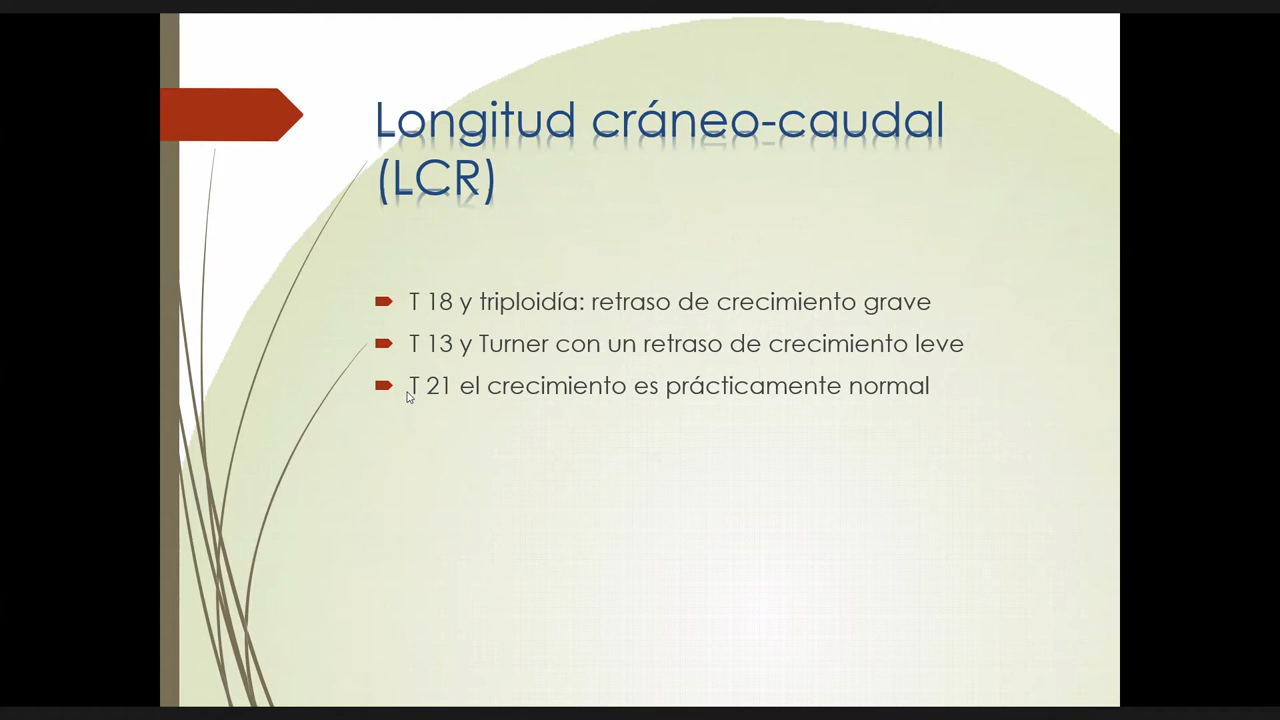 Longitud cráneo-caudal
(LCR)
T 18 y triploidía: retraso de crecimiento grave
T 13 y Turner con un retraso de crecimiento leve
T 21 el crecimiento es prácticamente normal